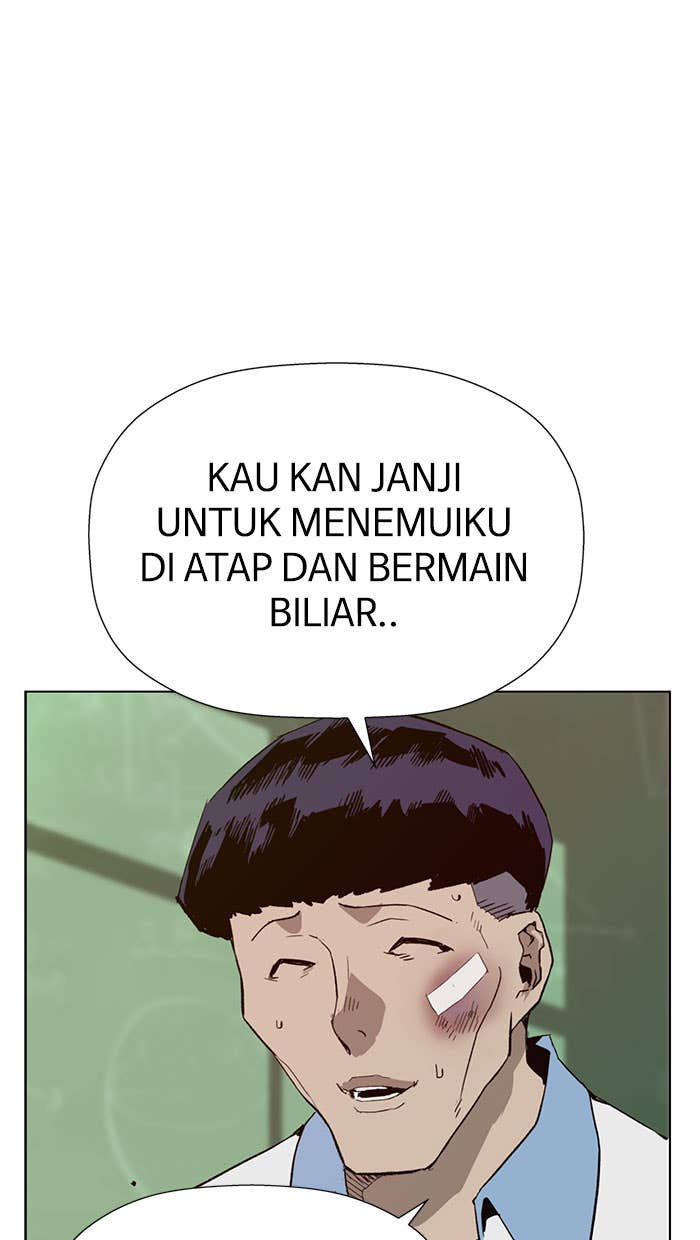 KAU KAN JANJI
UNTUK MENEMUIKU
DI ATAP DAN BERMAIN
BILIAR..